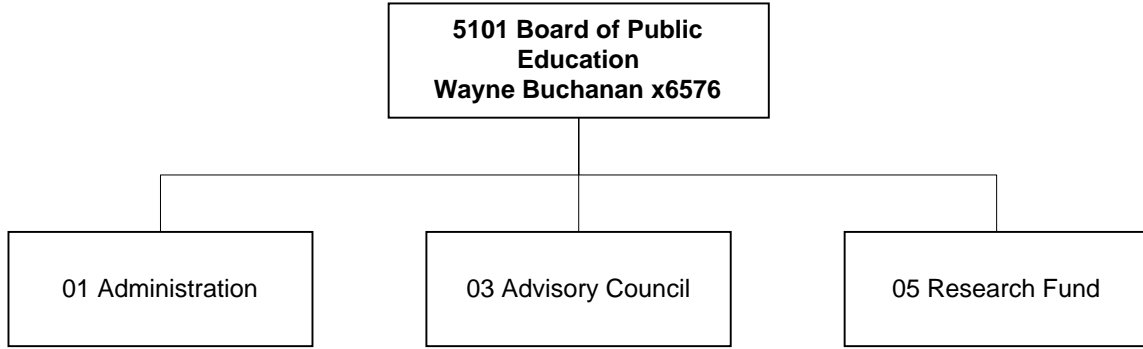 5101 Board of Public
Education
Wayne Buchanan x6576
01 Administration
03 Advisory Council
05 Research Fund